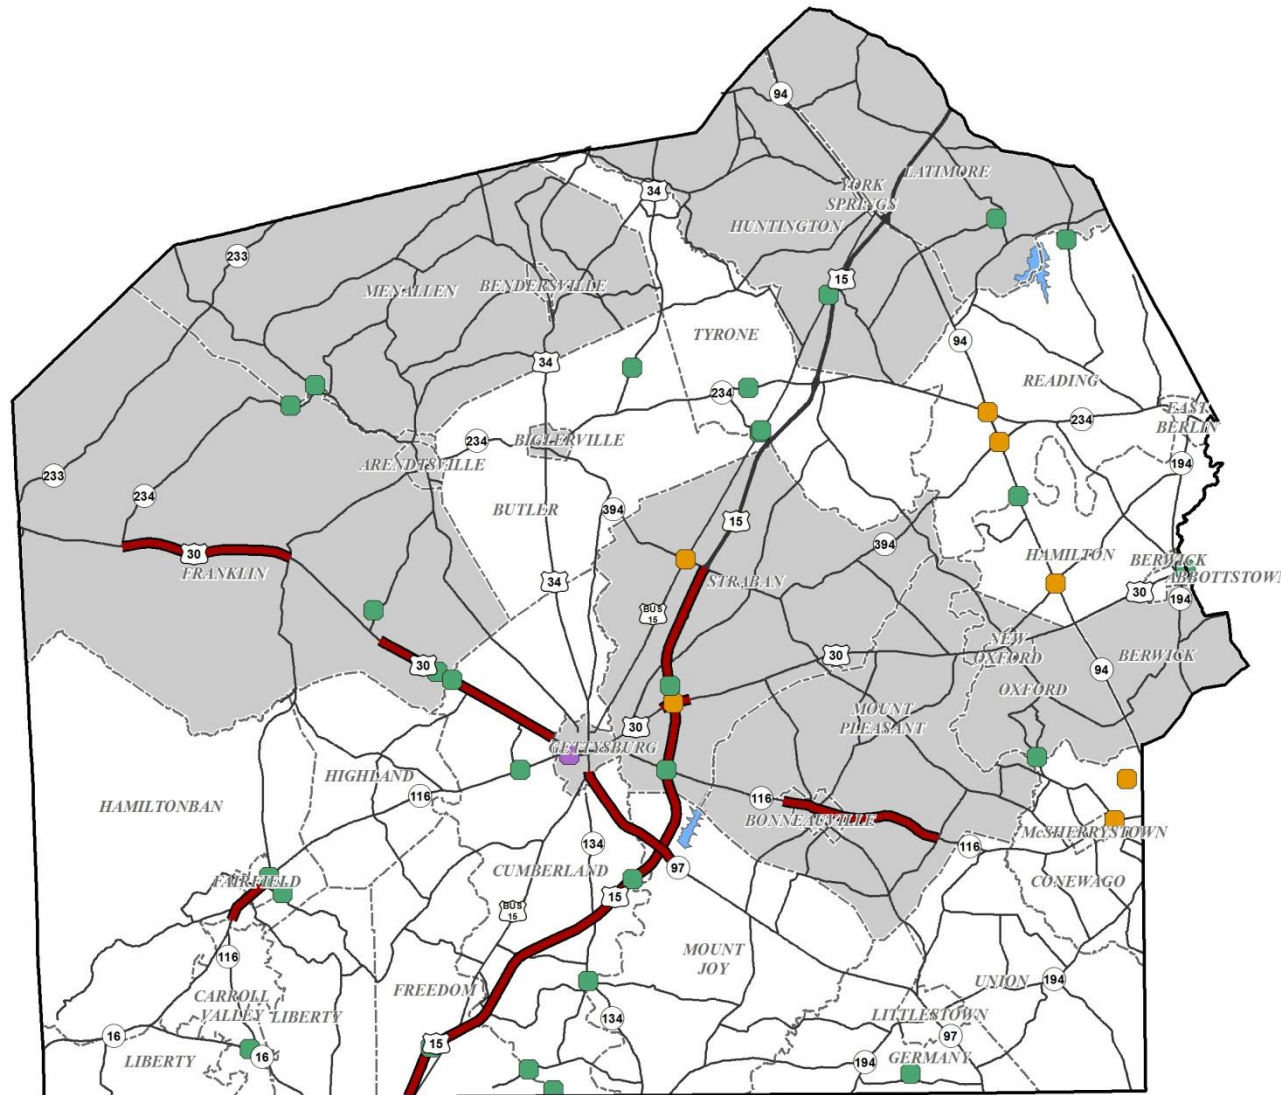 94
LATIMORE
YORK
SPRINGS
34
HUNTINGTON
233
15
MENALLEN
BENDERSVILLE
TYRONE
94
34
READING
234
EAST
BERLIN
234
234
BIGLERVILLE
ARENDTSVILLE
194
233
234
BUTLER
394
15
394
30
FRANKLIN
HAMILTON
BERWICK
ABBOTTSTOWN
34
STRABAN
30
194
BUS
15
NEW
OXFORD
30
30
BERWICK
94
OXFORD
MOUNT
PLEASANT
30
GETTYSBURG
HIGHLAND
116
116
HAMILTONBAN
BONNEAUVILLE
McSHERRYSTOWN
134
116
97
CUMBERLAND
FAIRFIELD
CONEWAGO
15
BUS
15
116
MOUNT
JOY
UNION
194
FREEDOM
CARROLL
VALLEY
LIBERTY
134
LITTLESTOWN
16
15
97
LIBERTY
16
194
GERMANY